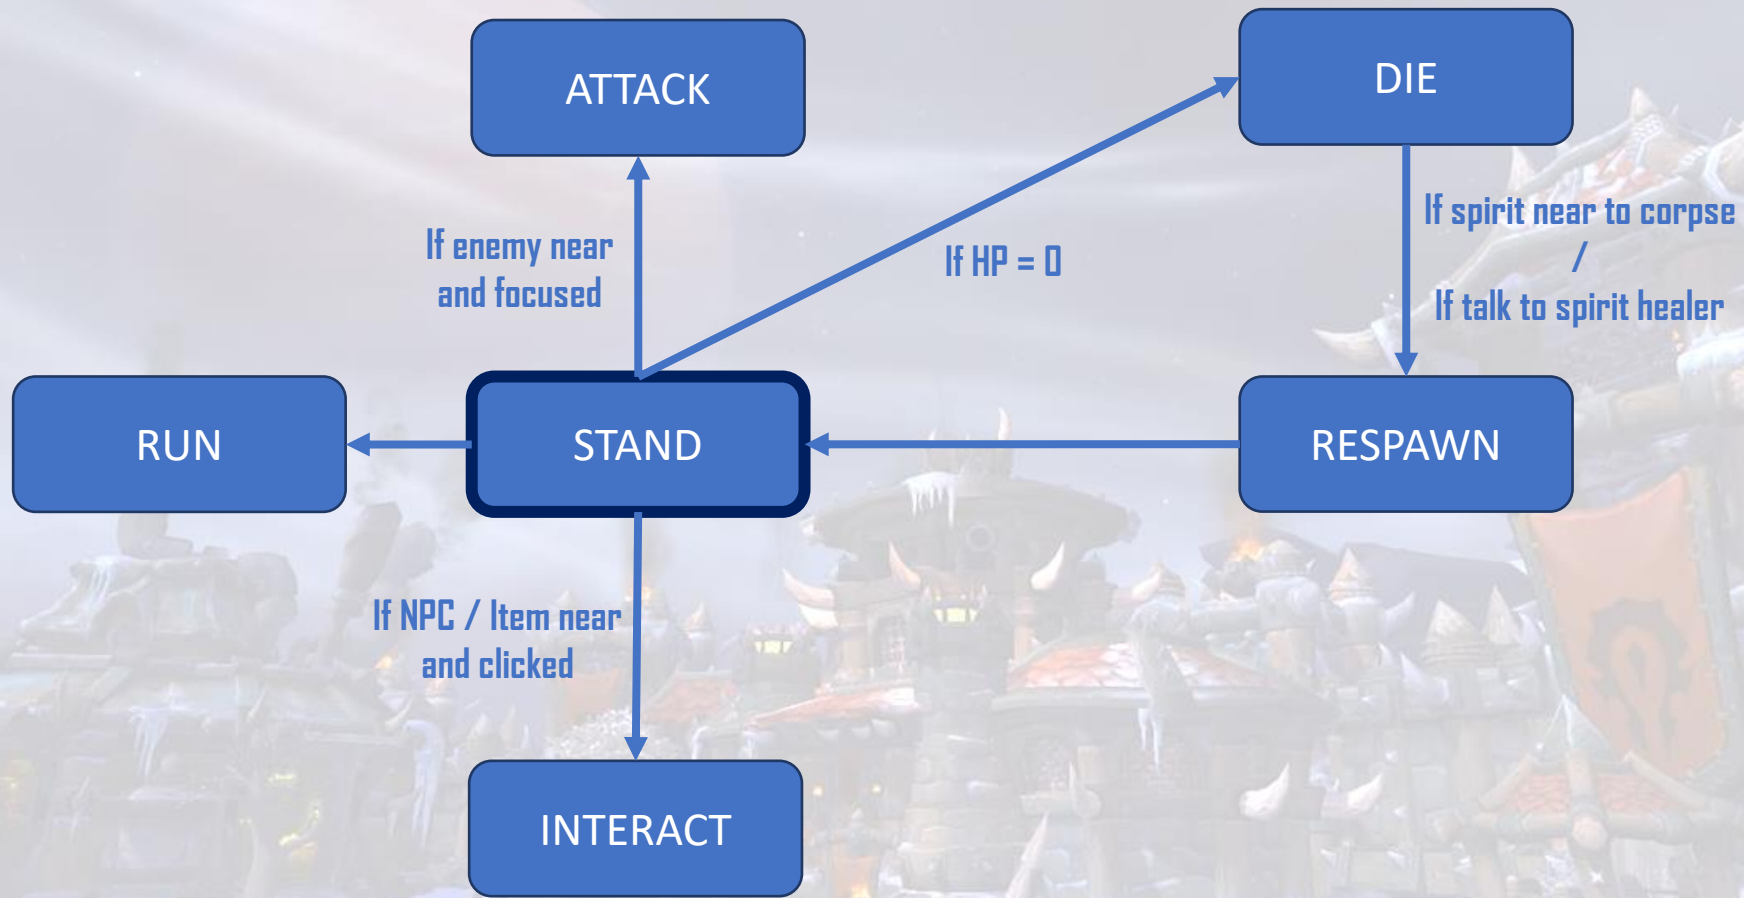 ATTACK
DIE
If enemy near
and focused
If HP = 0
If spirit near to corpse
/
If talk to spirit healer
RUN
STAND
RESPAWN
If NPC / Item near
and clicked
INTERACT